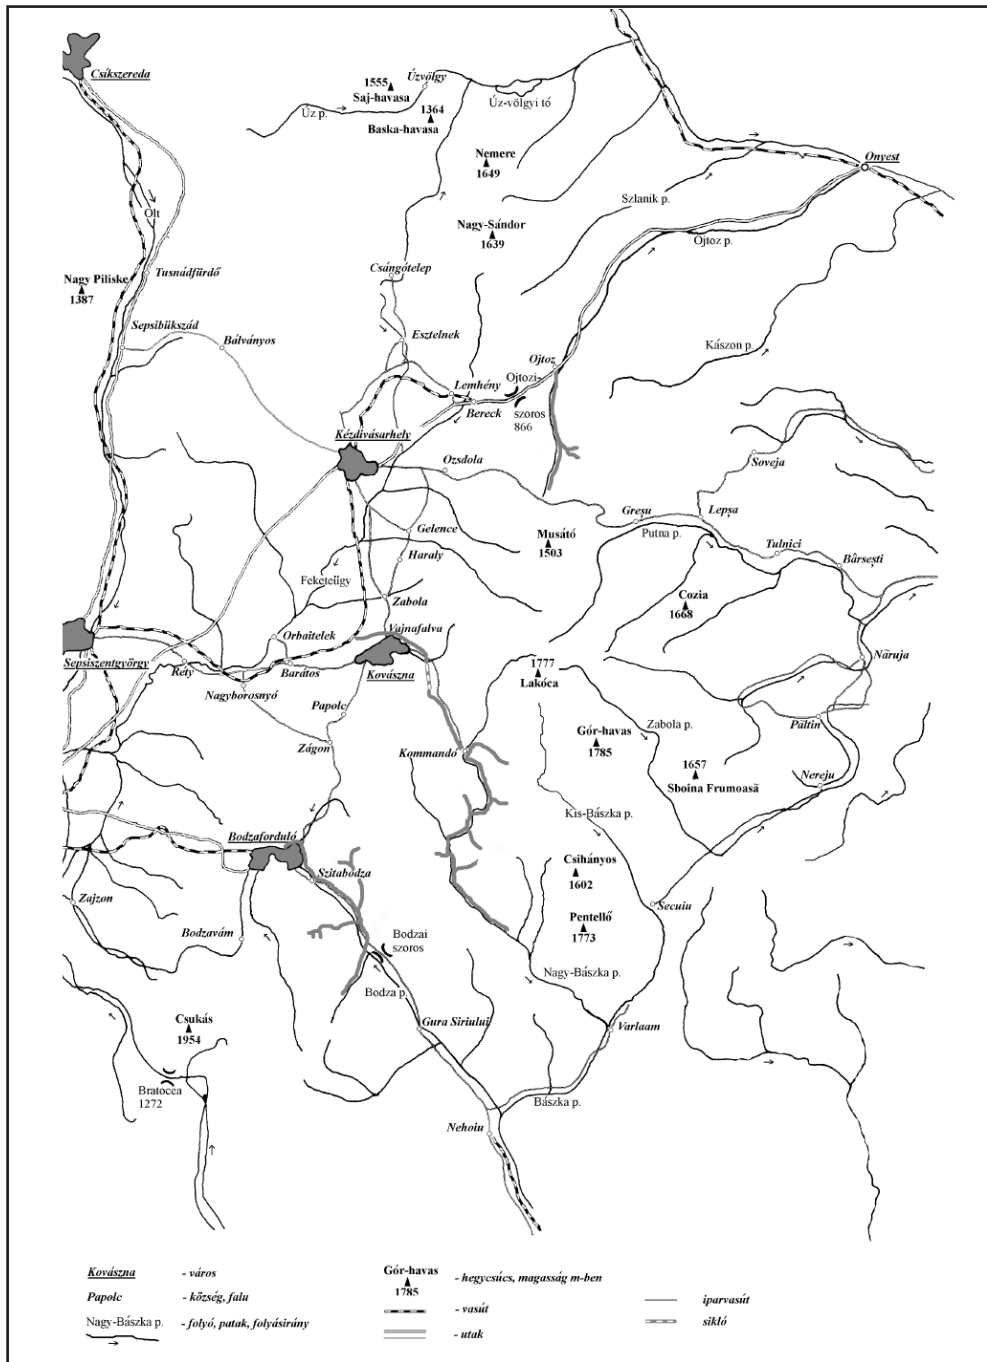 Csíkszereda
1555
Saj-havasa
Úzvölgy
Úz p.
1364
Baska-havasa
Úz-völgyi tó
Nemere
1649
Onyest
Szlanik p.
Olt
Nagy-Sándor
1639
Ojtoz p.
Csángótelep
Nagy Piliske
1387
Tusnádfürdő
Sepsibükszád
Bálványos
Esztelnek
Kászon p.
Ojtoz
Lemhény
Ojtozi-
szoros
866
Bereck
Kézdivásarhely
Ozsdola
Soveja
Greșu
Lepșa
Putna p.
Musátó
1503
Gelence
Tulnici
Bârsești
Haraly
Feketeügy
Zabola
Cozia
1668
Orbaitelek
Vajnafalva
Sepsiszentgyörgy
Réty
Barátos
Kovászna
Nagyborosnyó
1777
Lakóca
Năruja
Papolc
Zágon
Kommandó
Gór-havas
1785
Zabola p.
Păltin
1657
Sboina Frumoasă
Nereju
Kis-Bászka p.
Bodzaforduló
Szitabodza
Csihányos
1602
Zajzon
Bodzavám
Bodzai
szoros
Pentellő
1773
Secuiu
Nagy-Bászka p.
Bodza p.
Csukás
1954
Gura Siriului
Varlaam
Bratocea
1272
Bászka p.
Nehoiu
Kovászna - város
Papolc - község, falu
Nagy-Bászka p. - folyó, patak, folyásirány
Gór-havas
1785
- hegycsúcs, magasság m-ben
- vasút
- utak
iparvasút
sikló